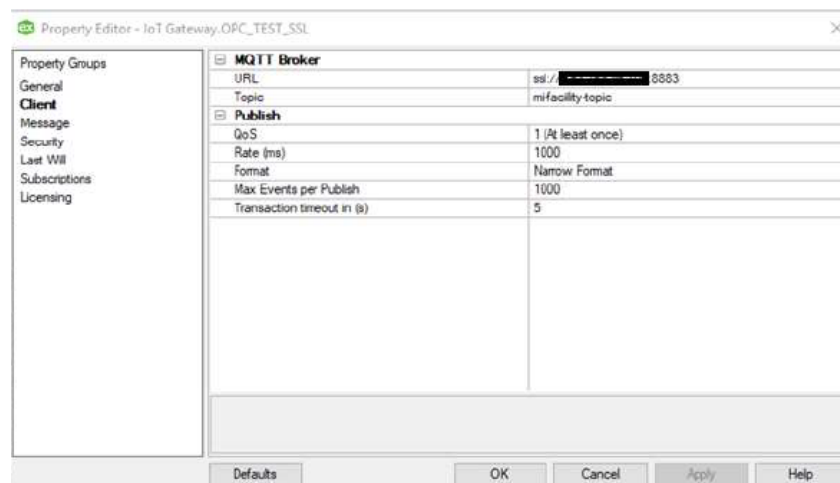 Property Editor - IoT Gateway.OPC_TEST_SSL
Property Groups
General
Client
Message
Security
Last Will
Subscriptions
Licensing
MQTT Broker
URL ssl:// 8883
Topic mifacility-topic
Publish
QoS 1 (At least once)
Rate (ms) 1000
Format Narrow Format
Max Events per Publish 1000
Transaction timeout in (s) 5
Defaults OK Cancel Apply Help